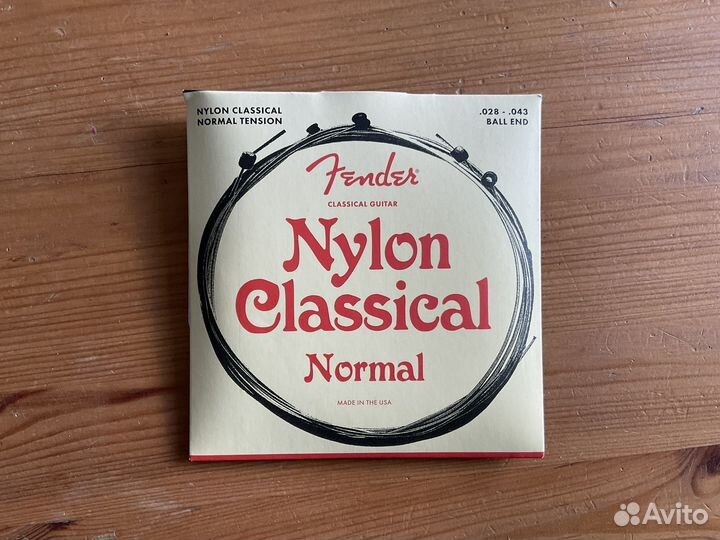 NYLON CLASSICAL
NORMAL TENSION
.028 - .043
BALL END
Fender
CLASSICAL GUITAR
Nylon
Classical
Normal
MADE IN THE USA
Avito